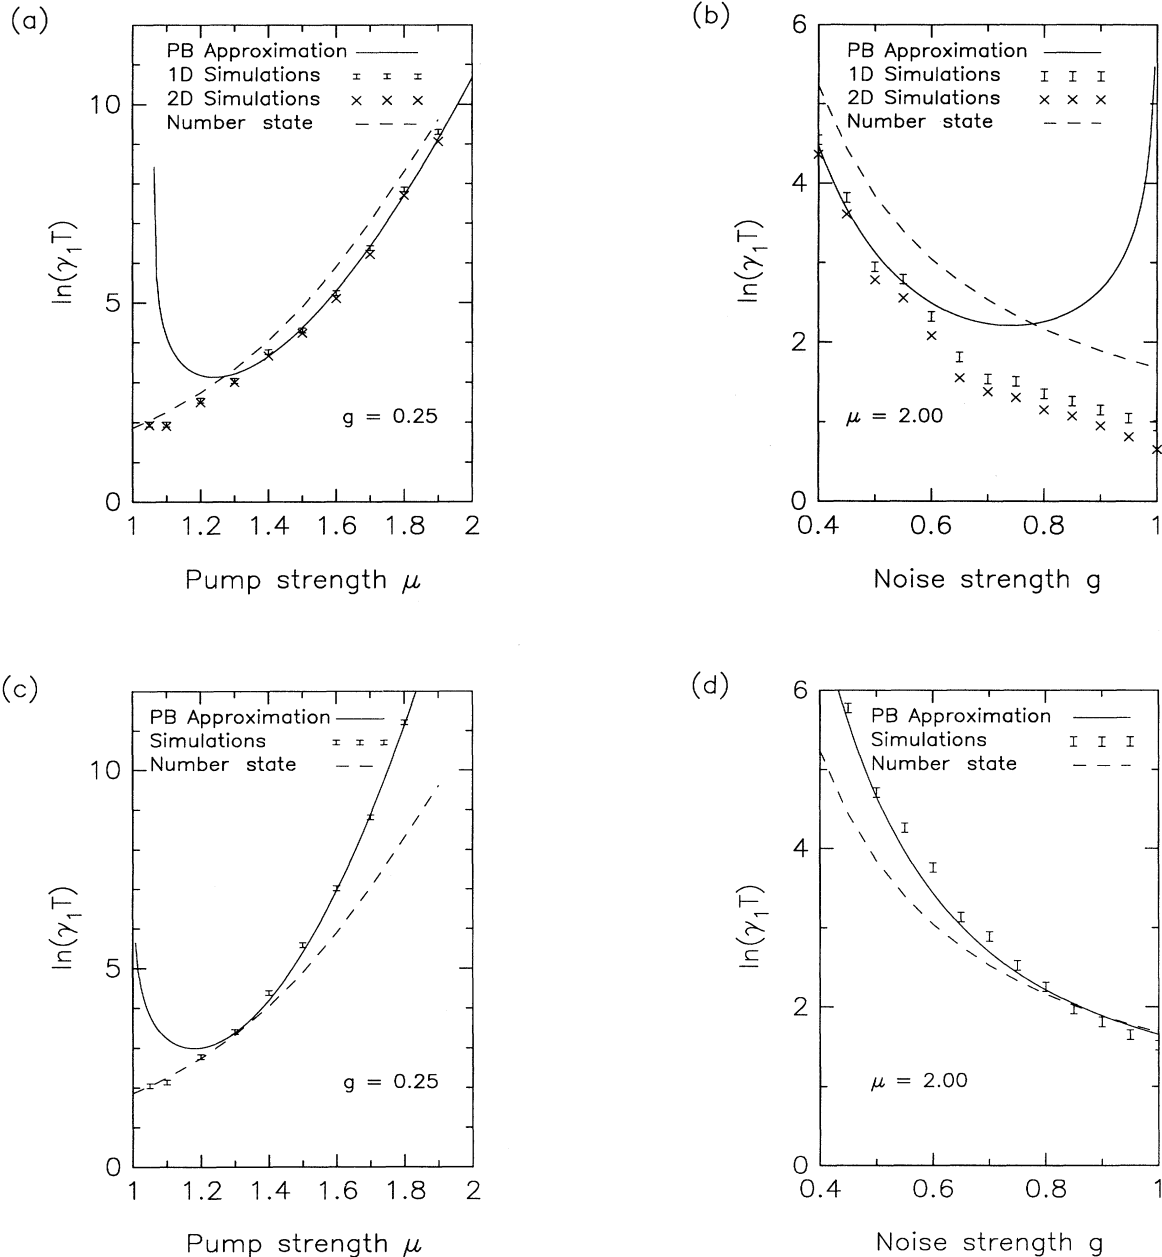 (a)
PB Approximation
1D Simulations
2D Simulations
Number state
10
5
0
ln(γ₁T)
g = 0.25
1 1.2 1.4 1.6 1.8 2
Pump strength μ
(b)
6
PB Approximation
1D Simulations
2D Simulations
Number state
4
2
0
ln(γ₁T)
μ = 2.00
0.4 0.6 0.8 1
Noise strength g
(c)
PB Approximation
Simulations
Number state
10
5
0
ln(γ₁T)
g = 0.25
1 1.2 1.4 1.6 1.8 2
Pump strength μ
(d)
6
PB Approximation
Simulations
Number state
4
2
0
ln(γ₁T)
μ = 2.00
0.4 0.6 0.8 1
Noise strength g